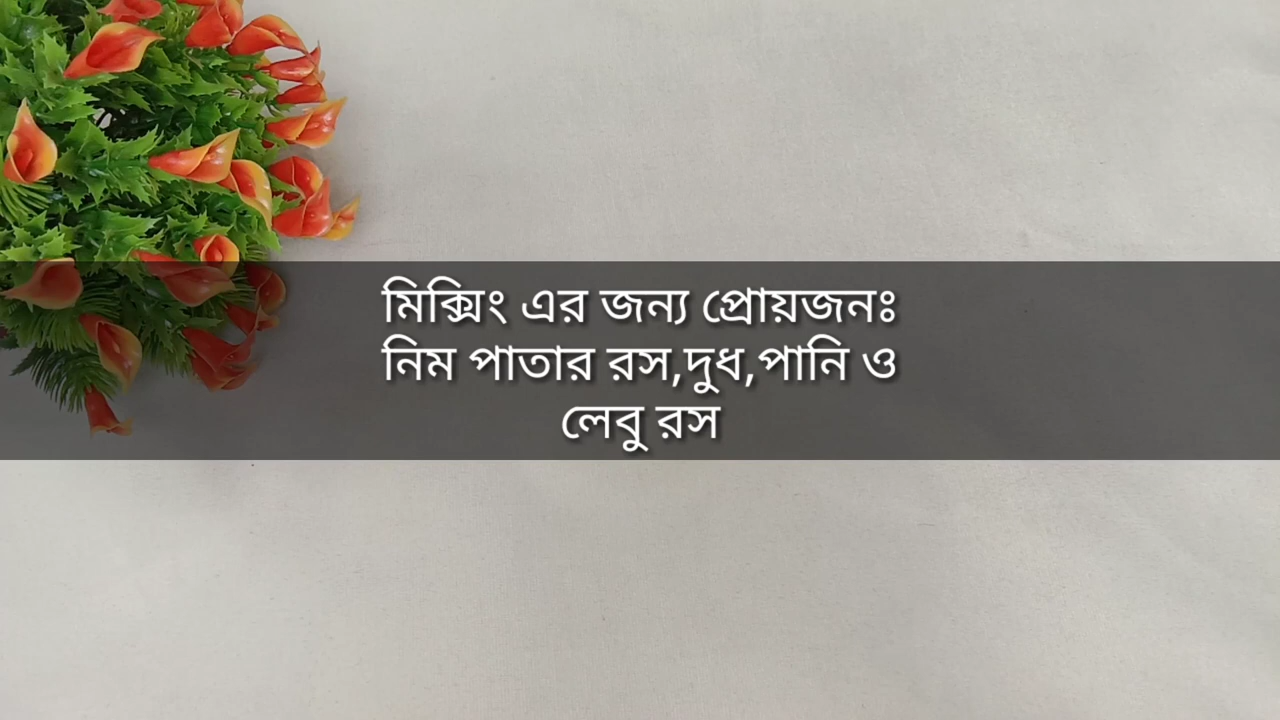 মিক্সিং এর জন্য প্রোয়জনঃ
নিম পাতার রস,দুধ,পানি ও
লেবু রস